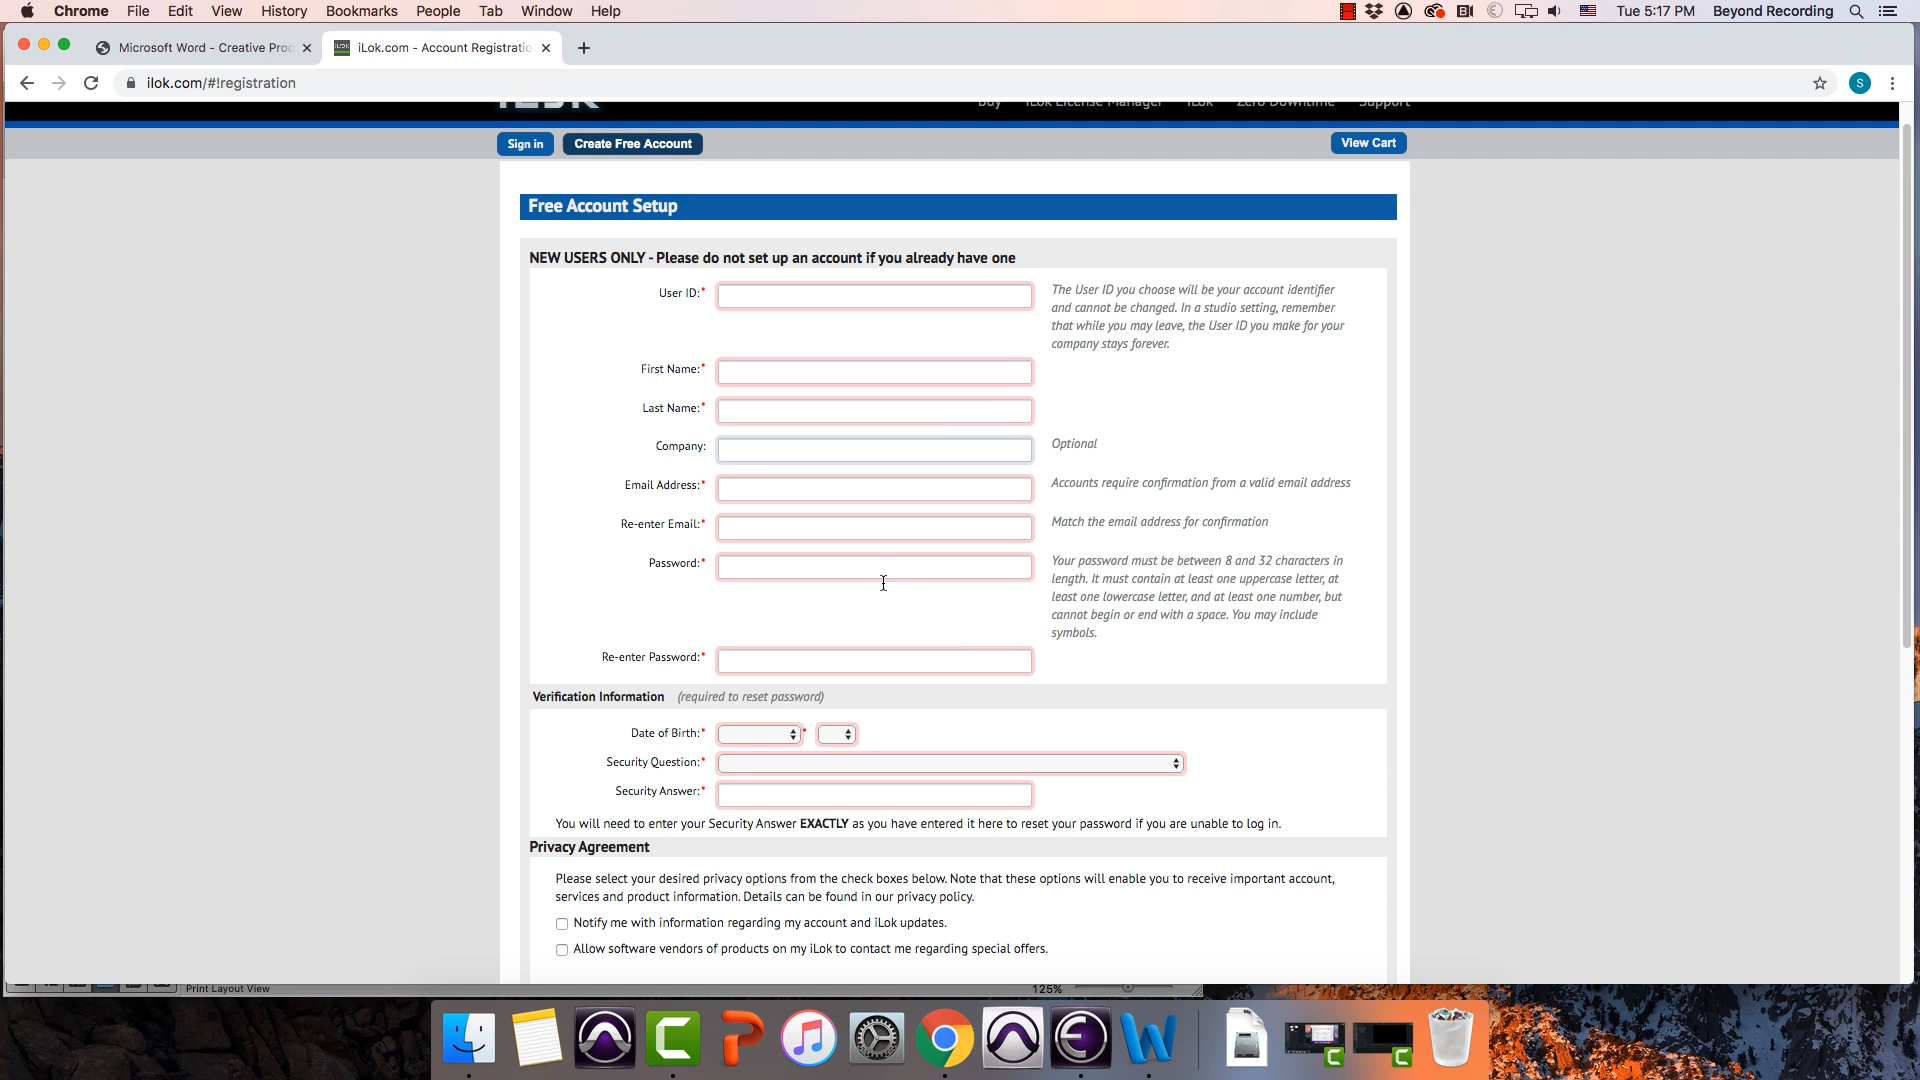 Chrome File Edit View History Bookmarks People Tab Window Help Tue 5:17 PM Beyond Recording
Microsoft Word - Creative Proc iLok.com - Account Registratio
ilok.com/#!registration S
Buy iLok License Manager iLok Zero Downtime Support
Sign in Create Free Account View Cart
Free Account Setup
NEW USERS ONLY - Please do not set up an account if you already have one
User ID:* The User ID you choose will be your account identifier
and cannot be changed. In a studio setting, remember
that while you may leave, the User ID you make for your
company stays forever.
First Name:*
Last Name:*
Company: Optional
Email Address:* Accounts require confirmation from a valid email address
Re-enter Email:* Match the email address for confirmation
Password:* Your password must be between 8 and 32 characters in
length. It must contain at least one uppercase letter, at
least one lowercase letter, and at least one number, but
cannot begin or end with a space. You may include
symbols.
Re-enter Password:*
Verification Information (required to reset password)
Date of Birth:* *
Security Question:*
Security Answer:*
You will need to enter your Security Answer EXACTLY as you have entered it here to reset your password if you are unable to log in.
Privacy Agreement
Please select your desired privacy options from the check boxes below. Note that these options will enable you to receive important account,
services and product information. Details can be found in our privacy policy.
Notify me with information regarding my account and iLok updates.
Allow software vendors of products on my iLok to contact me regarding special offers.
Print Layout View 125%